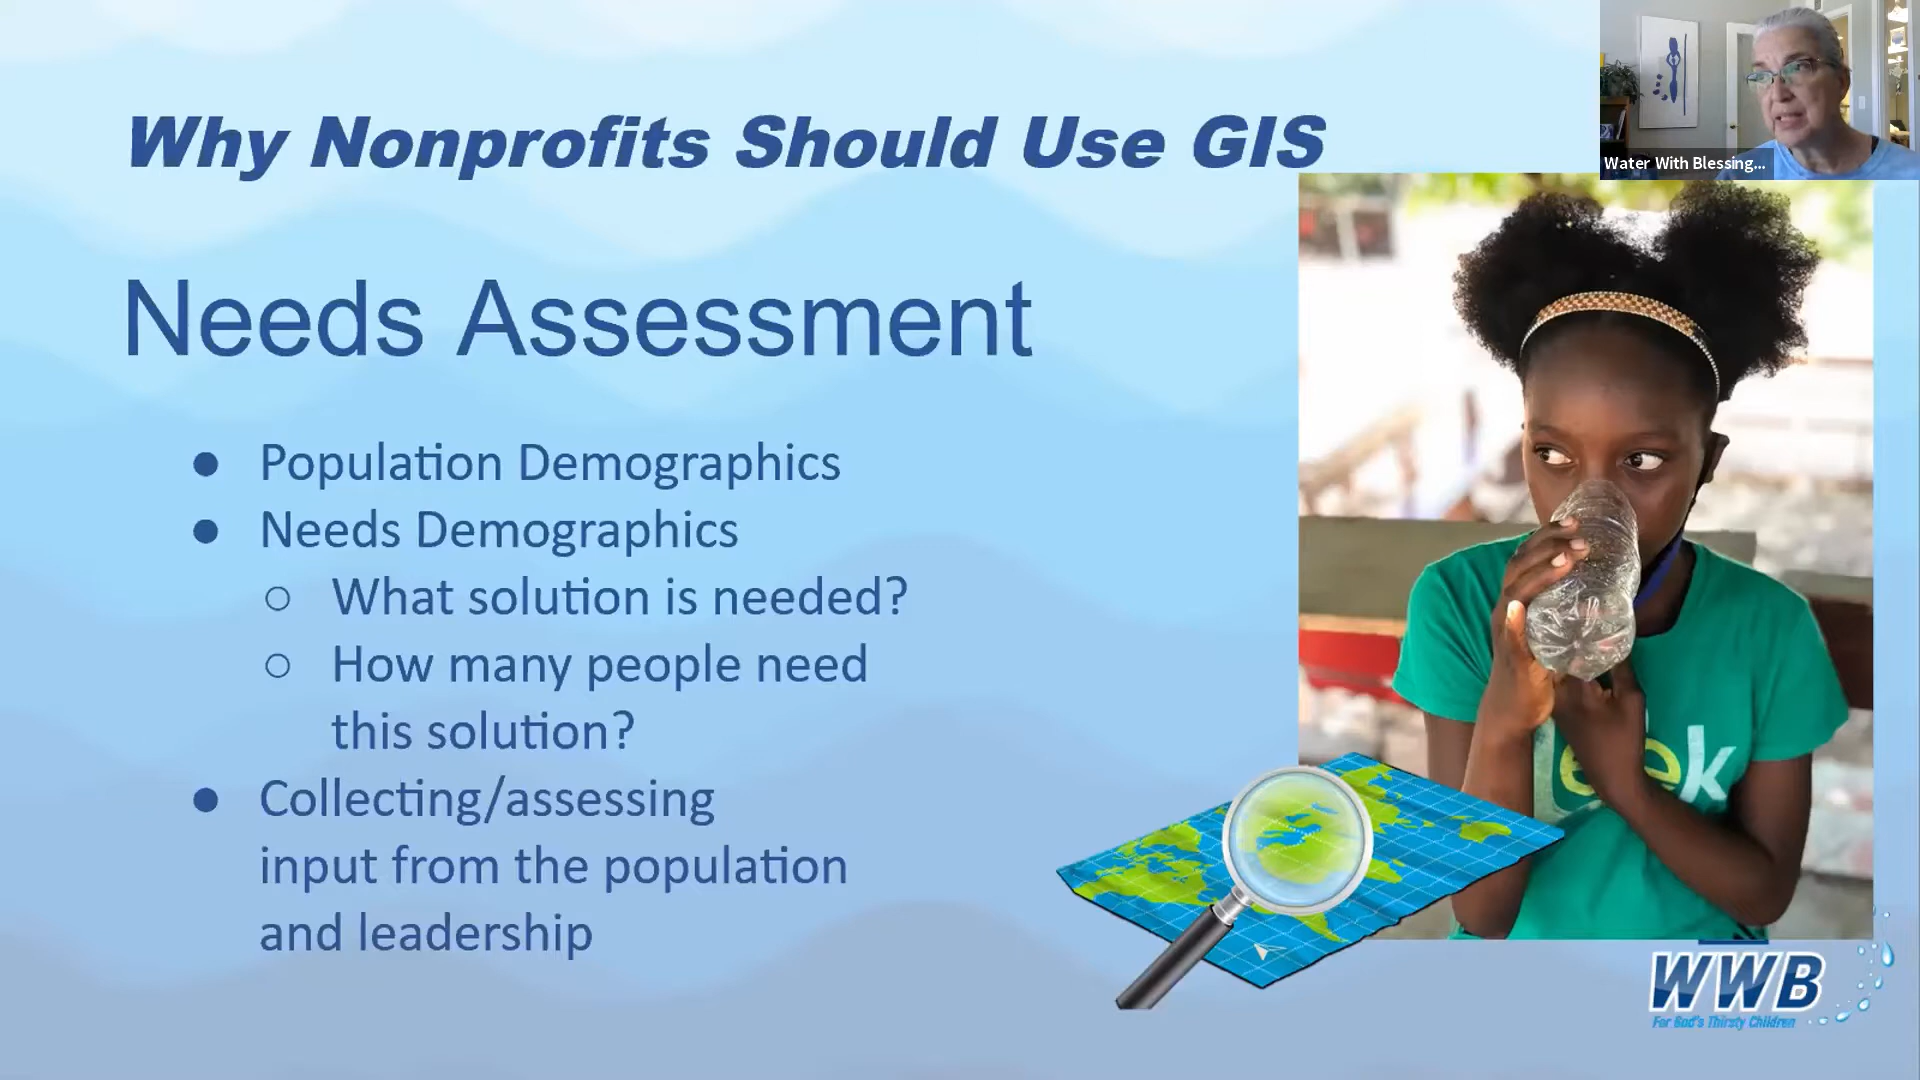 Why Nonprofits Should Use GIS
Water With Blessing...
Needs Assessment
● Population Demographics
● Needs Demographics
○ What solution is needed?
○ How many people need
this solution?
● Collecting/assessing
input from the population
and leadership
eek
WWB
For God's Thirsty Children